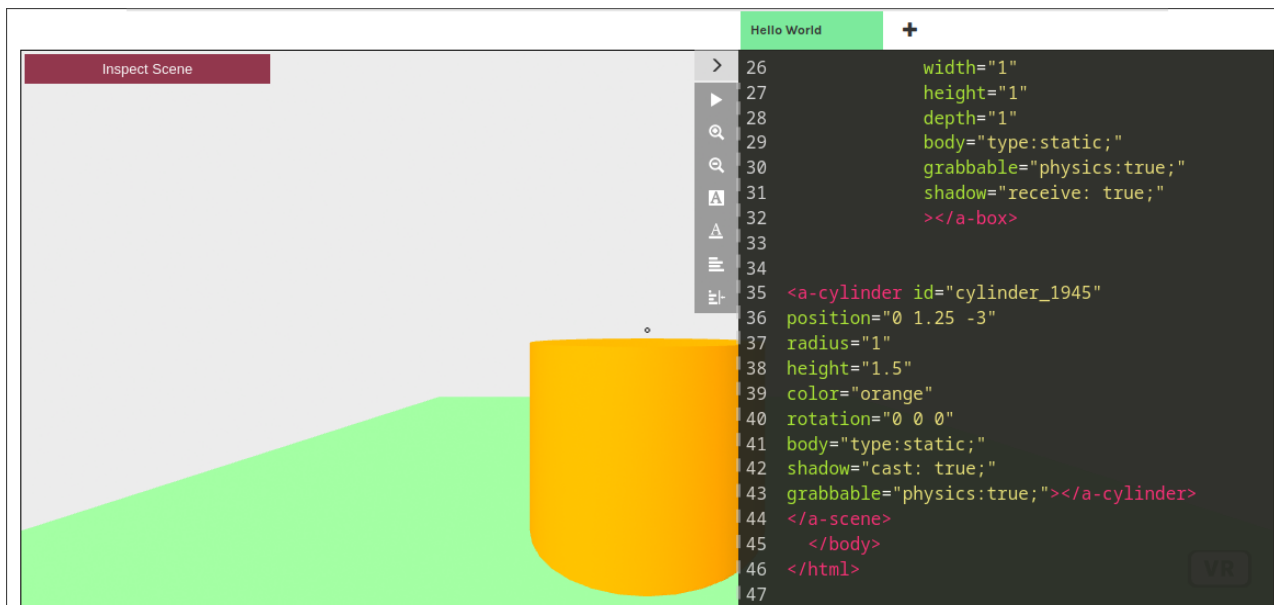 Hello World
Inspect Scene
26 width="1"
27 height="1"
28 depth="1"
29 body="type:static;"
30 grabbable="physics:true;"
31 shadow="receive: true;"
32 ></a-box>
33
34
35 <a-cylinder id="cylinder_1945"
36 position="0 1.25 -3"
37 radius="1"
38 height="1.5"
39 color="orange"
40 rotation="0 0 0"
41 body="type:static;"
42 shadow="cast: true;"
43 grabbable="physics:true;"></a-cylinder>
44 </a-scene>
45 </body>
46 </html>
47
A
A
VR